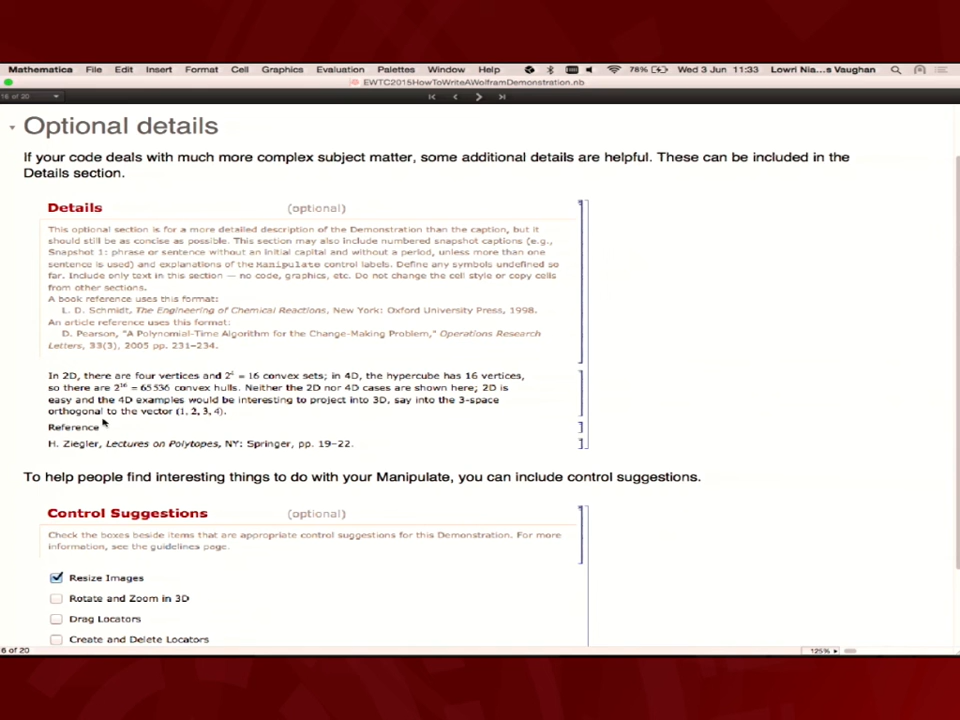 Mathematica File Edit Insert Format Cell Graphics Evaluation Palettes Window Help 78% Wed 3 Jun 11:33 Lowri Nia...s Vaughan
EWTC2015HowToWriteAWolframDemonstration.nb
16 of 20
Optional details
If your code deals with much more complex subject matter, some additional details are helpful. These can be included in the
Details section.
Details (optional)
This optional section is for a more detailed description of the Demonstration than the caption, but it
should still be as concise as possible. This section may also include numbered snapshot captions (e.g.,
Snapshot 1: phrase or sentence without an initial capital and without a period, unless more than one
sentence is used) and explanations of the Manipulate control labels. Define any symbols undefined so
far. Include only text in this section — no code, graphics, etc. Do not change the cell style or copy cells
from other sections.
A book reference uses this format:
L. D. Schmidt, The Engineering of Chemical Reactions, New York: Oxford University Press, 1998.
An article reference uses this format:
D. Pearson, "A Polynomial-Time Algorithm for the Change-Making Problem," Operations Research
Letters, 33(3), 2005 pp. 231–234.
In 2D, there are four vertices and 2⁴ = 16 convex sets; in 4D, the hypercube has 16 vertices,
so there are 2¹⁶ = 65536 convex hulls. Neither the 2D nor 4D cases are shown here; 2D is
easy and the 4D examples would be interesting to project into 3D, say into the 3-space
orthogonal to the vector (1, 2, 3, 4).
Reference
H. Ziegler, Lectures on Polytopes, NY: Springer, pp. 19–22.
To help people find interesting things to do with your Manipulate, you can include control suggestions.
Control Suggestions (optional)
Check the boxes beside items that are appropriate control suggestions for this Demonstration. For more
information, see the guidelines page.
Resize Images
Rotate and Zoom in 3D
Drag Locators
Create and Delete Locators
6 of 20 125%